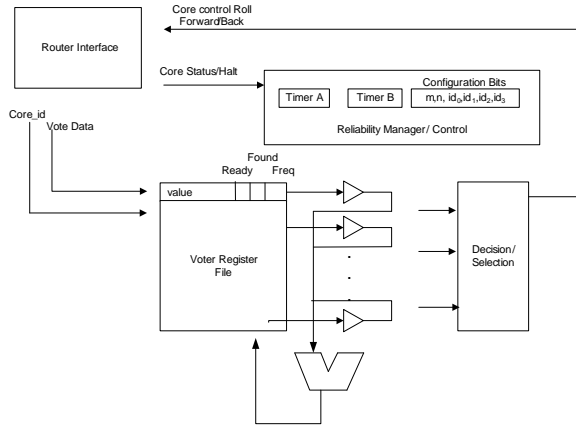 Core control Roll
Forward/Back
Router Interface
Core Status/Halt
Configuration Bits
Timer A
Timer B
m,n, id0,id1,id2,id3
Reliability Manager/ Control
Core_id
Vote Data
Found
Ready
Freq
value
Voter Register
File
Decision/
Selection